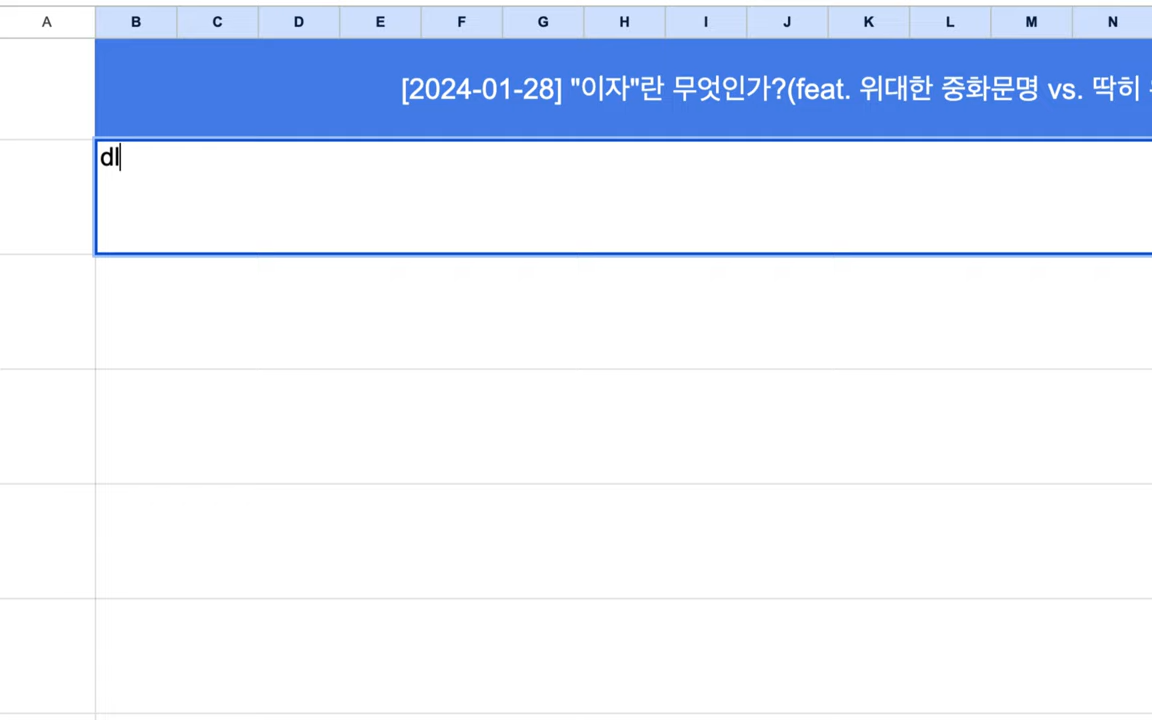 A B C D E F G H I J K L M N
[2024-01-28] "이자"란 무엇인가?(feat. 위대한 중화문명 vs. 딱히
dl